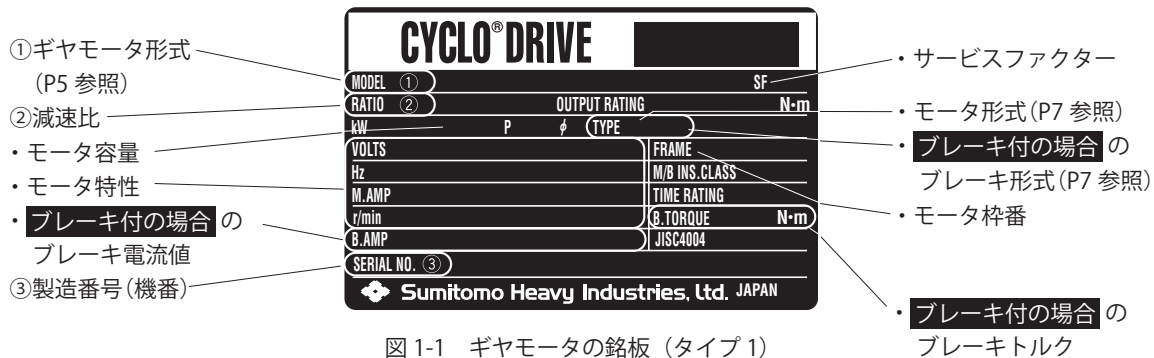 ①ギヤモータ形式
（P5 参照）
②減速比
・モータ容量
・モータ特性
・ブレーキ付の場合 の
ブレーキ電流値
③製造番号（機番）
CYCLO® DRIVE
MODEL ① SF
RATIO ② OUTPUT RATING N•m
kW P ϕ TYPE
VOLTS FRAME
Hz M/B INS.CLASS
M.AMP TIME RATING
r/min B.TORQUE N•m
B.AMP JISC4004
SERIAL NO. ③
Sumitomo Heavy Industries, Ltd. JAPAN
・サービスファクター
・モータ形式（P7 参照）
・ブレーキ付の場合 の
ブレーキ形式（P7 参照）
・モータ枠番
・ブレーキ付の場合 の
ブレーキトルク
図 1-1 ギヤモータの銘板（タイプ 1）